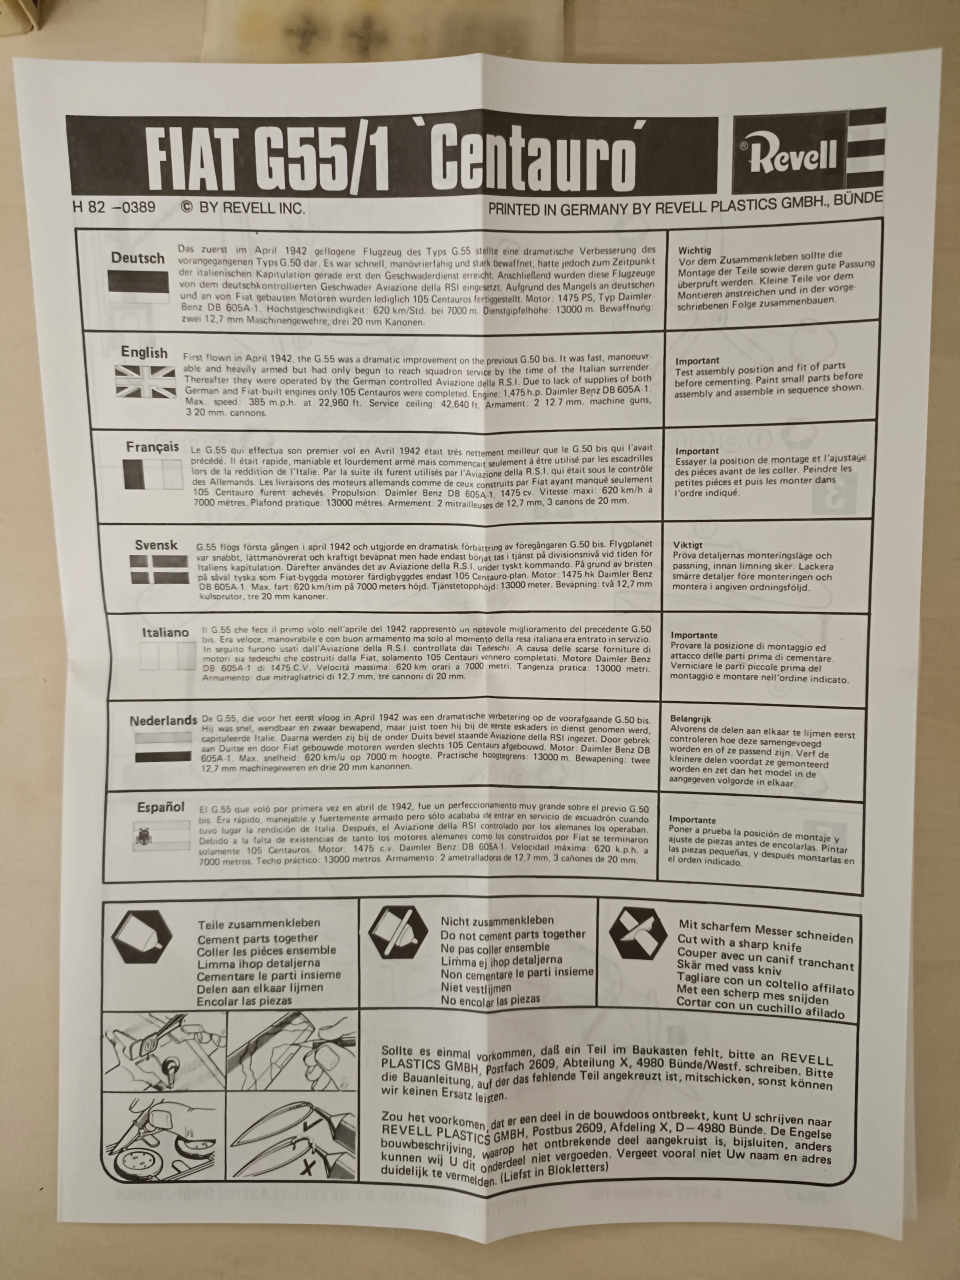 FIAT G55/1 `Centauro´
® Revell
H 82 –0389 © BY REVELL INC. PRINTED IN GERMANY BY REVELL PLASTICS GMBH., BÜNDE
Deutsch
Das zuerst im April 1942 geflogene Flugzeug des Typs G.55 stellte eine dramatische Verbesserung des
vorangegangenen Typs G.50 dar. Es war schnell, manövrierfähig und stark bewaffnet, hatte jedoch zum Zeitpunkt
der italienischen Kapitulation gerade erst den Geschwaderdienst erreicht. Anschließend wurden diese Flugzeuge
von dem deutschkontrollierten Geschwader Aviazione della RSI eingesetzt. Aufgrund des Mangels an deutschen
und an von Fiat gebauten Motoren wurden lediglich 105 Centauros fertiggestellt. Motor: 1475 PS, Typ Daimler-
Benz DB 605A-1. Höchstgeschwindigkeit: 620 km/Std. bei 7000 m. Dienstgipfelhöhe: 13000 m. Bewaffnung:
zwei 12,7 mm Maschinengewehre, drei 20 mm Kanonen.
Wichtig
Vor dem Zusammenkleben sollte die
Montage der Teile sowie deren gute Passung
überprüft werden. Kleine Teile vor dem
Montieren anstreichen und in der vorge-
schriebenen Folge zusammenbauen.
English
First flown in April 1942, the G.55 was a dramatic improvement on the previous G.50 bis. It was fast, manoeuvr-
able and heavily armed but had only begun to reach squadron service by the time of the Italian surrender.
Thereafter they were operated by the German controlled Aviazione della R.S.I. Due to lack of supplies of both
German and Fiat-built engines only 105 Centauros were completed. Engine: 1,475 h.p. Daimler Benz DB 605A-1.
Max. speed: 385 m.p.h. at 22,960 ft. Service ceiling: 42,640 ft. Armament: 2 12.7 mm. machine guns,
3 20 mm. cannons.
Important
Test assembly position and fit of parts
before cementing. Paint small parts before
assembly and assemble in sequence shown.
Français
Le G.55 qui effectua son premier vol en Avril 1942 était très nettement meilleur que le G.50 bis qui l'avait
précédé. Il était rapide, maniable et lourdement armé mais commençait seulement à être utilisé par les escadrilles
lors de la reddition de l'Italie. Par la suite ils furent utilisés par l'Aviazione della R.S.I. qui était sous le contrôle
des Allemands. Les livraisons des moteurs allemands comme de ceux construits par Fiat ayant manqué seulement
105 Centauro furent achevés. Propulsion: Daimler Benz DB 605A-1. 1475 cv. Vitesse maxi: 620 km/h à
7000 mètres. Plafond pratique: 13000 mètres. Armement: 2 mitrailleuses de 12,7 mm, 3 canons de 20 mm.
Important
Essayer la position de montage et l'ajustage
des pièces avant de les coller. Peindre les
petites pièces et puis les monter dans
l'ordre indiqué.
Svensk
G.55 flögs första gången i april 1942 och utgjorde en dramatisk förbättring av föregångaren G.50 bis. Flygplanet
var snabbt, lättmanövrerat och kraftigt beväpnat men hade endast börjat tas i tjänst på divisionsnivå vid tiden för
Italiens kapitulation. Därefter användes det av Aviazione della R.S.I. under tyskt kommando. På grund av bristen
på såväl tyska som Fiat-byggda motorer färdigbyggdes endast 105 Centauro-plan. Motor: 1475 hk Daimler Benz
DB 605A-1. Max. fart: 620 km/tim på 7000 meters höjd. Tjänstetopphöjd: 13000 meter. Beväpning: två 12,7 mm
kulsprutor, tre 20 mm kanoner.
Viktigt
Pröva detaljernas monteringsläge och
passning, innan limning sker. Lackera
smärre detaljer före monteringen och
montera i angiven ordningsföljd.
Italiano
Il G.55 che fece il primo volo nell'aprile del 1942 rappresentò un notevole miglioramento del precedente G.50
bis. Era veloce, manovrabile e con buon armamento ma solo al momento della resa italiana era entrato in servizio.
In seguito furono usati dall'Aviazione della R.S.I. controllata dai Tedeschi. A causa delle scarse forniture di
motori sia tedeschi che costruiti dalla Fiat, solamento 105 Centauri vennero completati. Motore Daimler Benz
DB 605A-1 di 1475 C.V. Velocità massima: 620 km orari a 7000 metri. Tangenza pratica: 13000 metri.
Armamento: due mitragliatrici di 12,7 mm, tre cannoni di 20 mm.
Importante
Provare la posizione di montaggio ed
attacco delle parti prima di cementare.
Verniciare le parti piccole prima del
montaggio e montare nell'ordine indicato.
Nederlands
De G.55, die voor het eerst vloog in April 1942 was een dramatische verbetering op de voorafgaande G.50 bis.
Hij was snel, wendbaar en zwaar bewapend, maar juist toen hij bij de eerste eskaders in dienst genomen werd,
capituleerde Italie. Daarna werden zij bij de onder Duits bevel staande Aviazione della RSI ingezet. Door gebrek
aan Duitse en door Fiat gebouwde motoren werden slechts 105 Centaurs afgebouwd. Motor: Daimler Benz DB
605A-1. Max. snelheid: 620 km/u op 7000 m hoogte. Practische hoogtegrens: 13000 m. Bewapening: twee
12,7 mm machinegeweren en drie 20 mm kanonnen.
Belangrijk
Alvorens de delen aan elkaar te lijmen eerst
controleren hoe deze samengevoegd
worden en of ze passend zijn. Verf de
kleinere delen voordat ze gemonteerd
worden en zet dan het model in de
aangegeven volgorde in elkaar.
Español
El G.55 que voló por primera vez en abril de 1942, fue un perfeccionamiento muy grande sobre el previo G.50
bis. Era rápido, manejable y fuertemente armado pero sólo acababa de entrar en servicio de escuadrón cuando
tuvo lugar la rendición de Italia. Después, el Aviazione della RSI controlado por los alemanes los operaban.
Debido a la falta de existencias de tanto los motores alemanes como los construidos por Fiat se terminaron
solamente 105 Centauros. Motor: 1475 c.v. Daimler Benz DB 605A-1. Velocidad máxima: 620 k.p.h. a
7000 metros. Techo práctico: 13000 metros. Armamento: 2 ametralladoras de 12,7 mm, 3 cañones de 20 mm.
Importante
Poner a prueba la posición de montaje y
ajuste de piezas antes de encolarlas. Pintar
las piezas pequeñas, y después montarlas en
el orden indicado.
Teile zusammenkleben
Cement parts together
Coller les pièces ensemble
Limma ihop detaljerna
Cementare le parti insieme
Delen aan elkaar lijmen
Encolar las piezas
Nicht zusammenkleben
Do not cement parts together
Ne pas coller ensemble
Limma ej ihop detaljerna
Non cementare le parti insieme
Niet vestlijmen
No encolar las piezas
Mit scharfem Messer schneiden
Cut with a sharp knife
Couper avec un canif tranchant
Skär med vass kniv
Tagliare con un coltello affilato
Met een scherp mes snijden
Cortar con un cuchillo afilado
Sollte es einmal vorkommen, daß ein Teil im Baukasten fehlt, bitte an REVELL
PLASTICS GMBH, Postfach 2609, Abteilung X, 4980 Bünde/Westf. schreiben. Bitte
die Bauanleitung, auf der das fehlende Teil angekreuzt ist, mitschicken, sonst können
wir keinen Ersatz leisten.
Zou het voorkomen, dat er een deel in de bouwdoos ontbreekt, kunt U schrijven naar
REVELL PLASTICS GMBH, Postbus 2609, Afdeling X, D–4980 Bünde. De Engelse
bouwbeschrijving, waarop het ontbrekende deel aangekruist is, bijsluiten, anders
kunnen wij U dit onderdeel niet vergoeden. Vergeet vooral niet Uw naam en adres
duidelijk te vermelden. (Liefst in Blokletters)